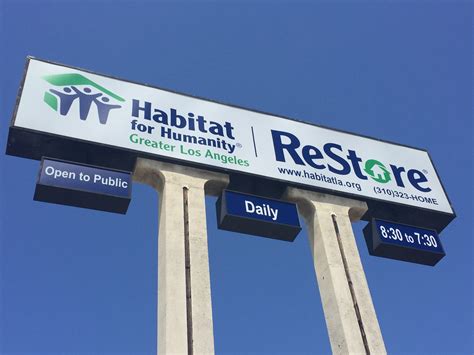 Habitat
for Humanity®
Greater Los Angeles
ReStore®
www.habitatla.org (310)323-HOME
Open to Public
Daily
8:30 to 7:30